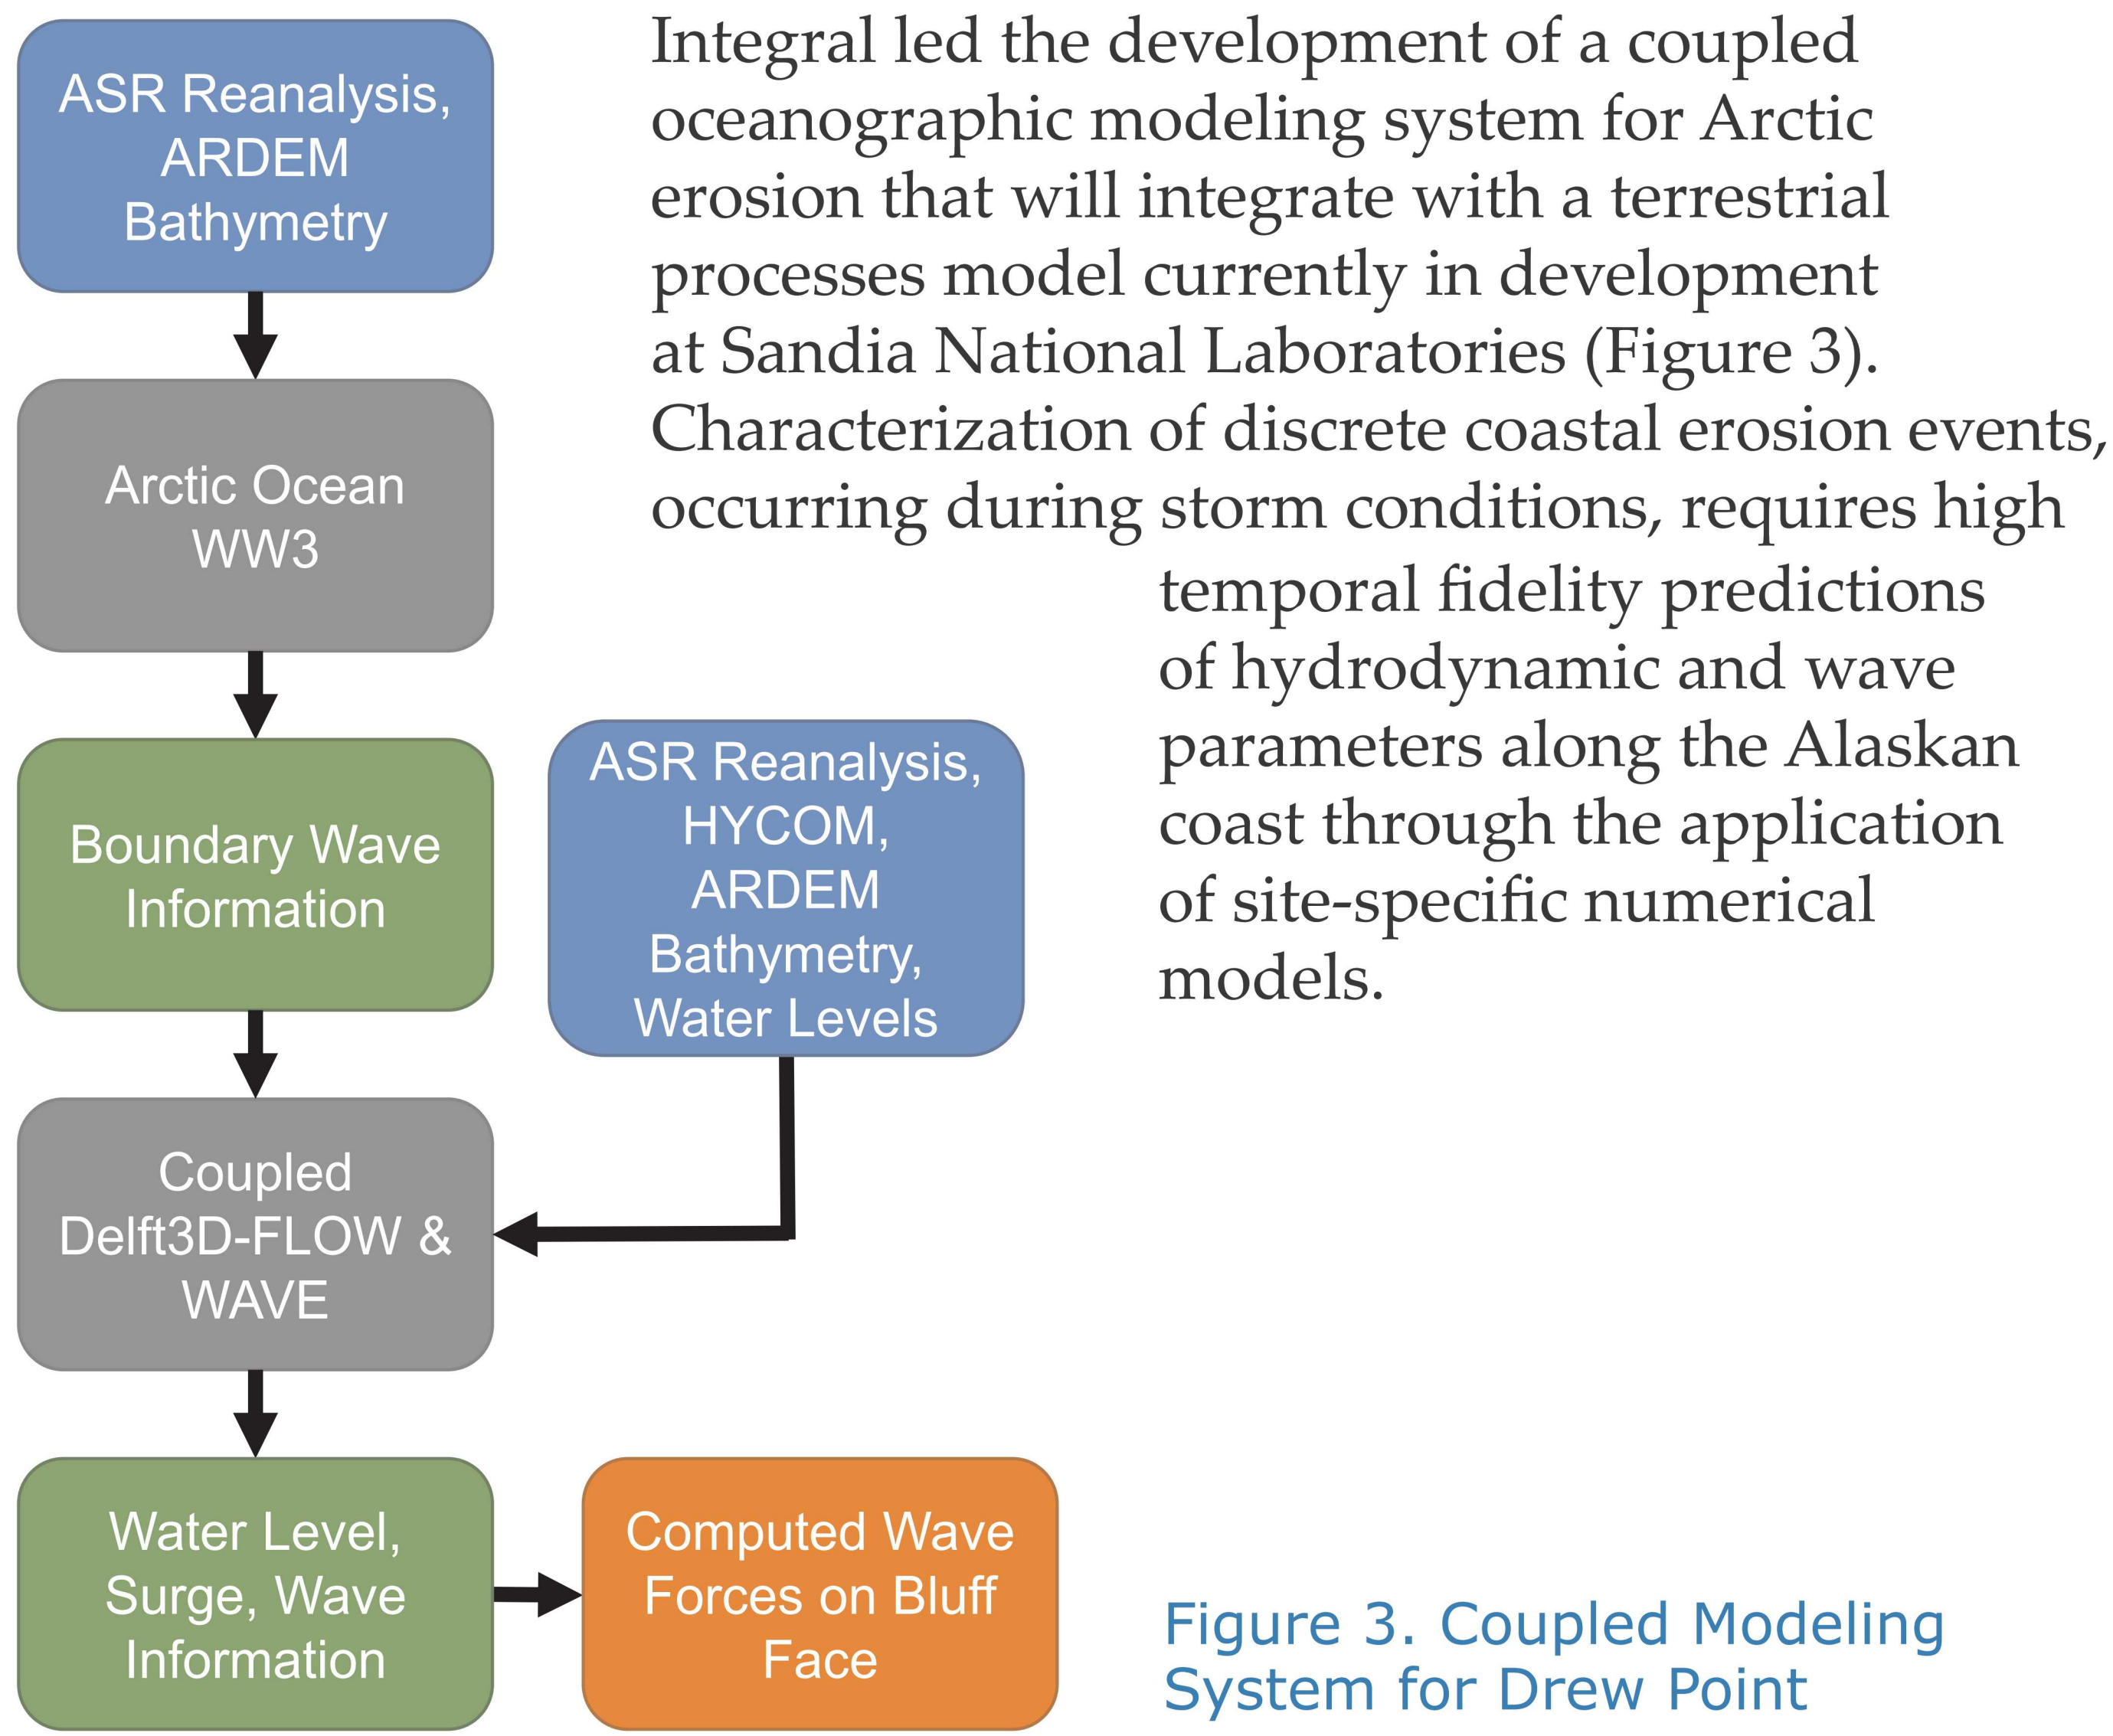 ASR Reanalysis,
ARDEM
Bathymetry
Arctic Ocean
WW3
Boundary Wave
Information
ASR Reanalysis,
HYCOM,
ARDEM
Bathymetry,
Water Levels
Coupled
Delft3D-FLOW &
WAVE
Water Level,
Surge, Wave
Information
Computed Wave
Forces on Bluff
Face
Integral led the development of a coupled
oceanographic modeling system for Arctic
erosion that will integrate with a terrestrial
processes model currently in development
at Sandia National Laboratories (Figure 3).
Characterization of discrete coastal erosion events,
occurring during storm conditions, requires high
temporal fidelity predictions
of hydrodynamic and wave
parameters along the Alaskan
coast through the application
of site-specific numerical
models.
Figure 3. Coupled Modeling
System for Drew Point